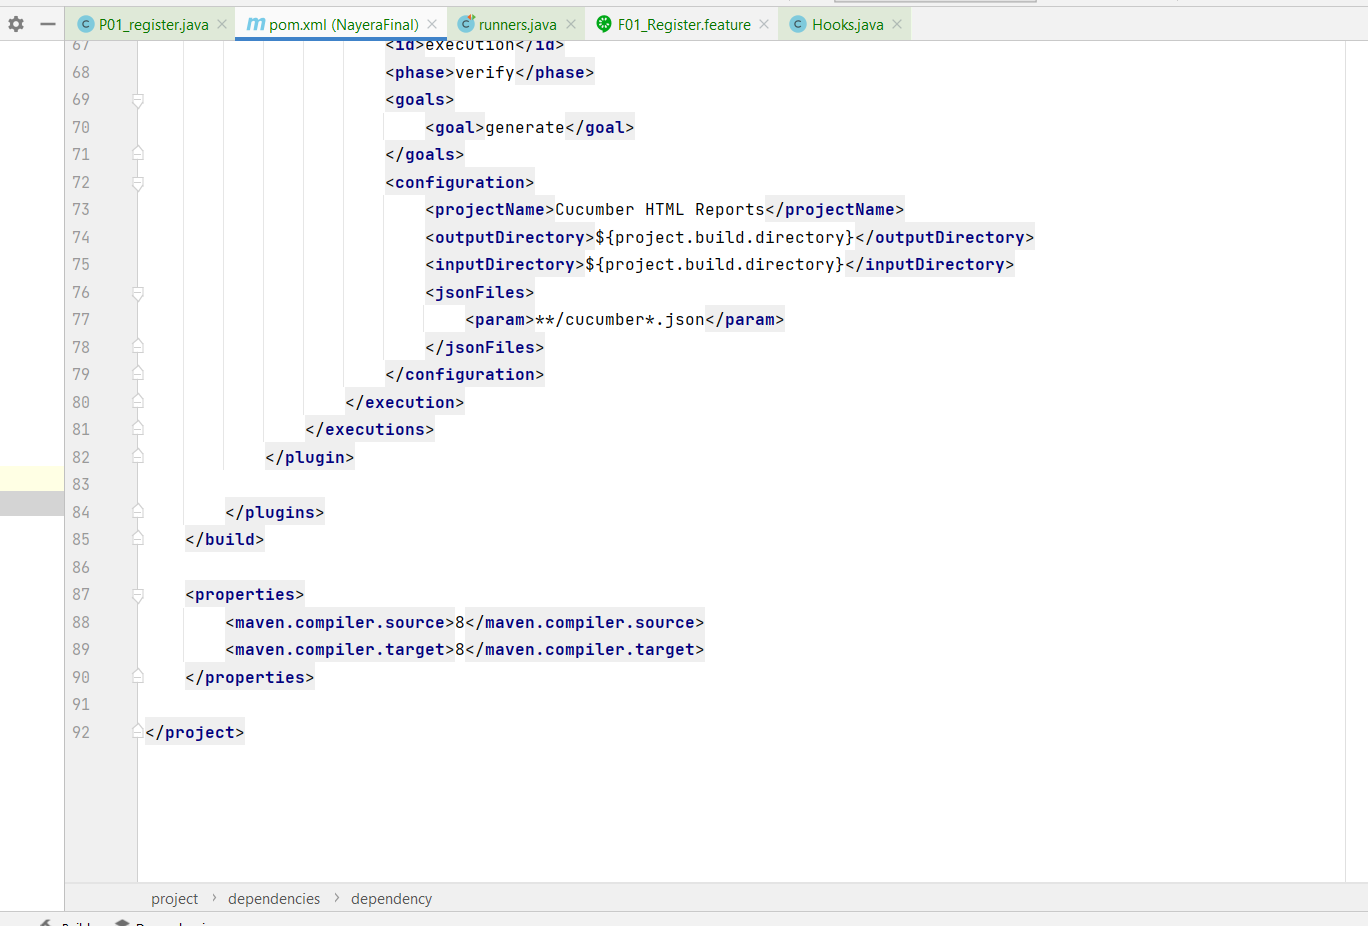 P01_register.java
pom.xml (NayeraFinal)
runners.java
F01_Register.feature
Hooks.java
67 <id>execution</id>
68 <phase>verify</phase>
69 <goals>
70 <goal>generate</goal>
71 </goals>
72 <configuration>
73 <projectName>Cucumber HTML Reports</projectName>
74 <outputDirectory>${project.build.directory}</outputDirectory>
75 <inputDirectory>${project.build.directory}</inputDirectory>
76 <jsonFiles>
77 <param>**/cucumber*.json</param>
78 </jsonFiles>
79 </configuration>
80 </execution>
81 </executions>
82 </plugin>
83
84 </plugins>
85 </build>
86
87 <properties>
88 <maven.compiler.source>8</maven.compiler.source>
89 <maven.compiler.target>8</maven.compiler.target>
90 </properties>
91
92 </project>
project › dependencies › dependency